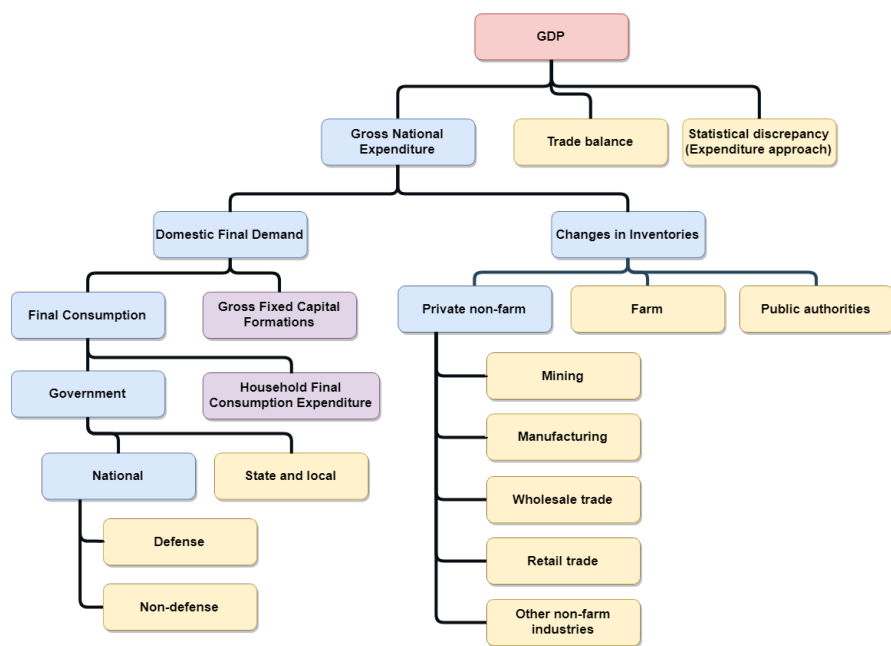 GDP
Gross National
Expenditure
Trade balance
Statistical discrepancy
(Expenditure approach)
Domestic Final Demand
Changes in Inventories
Final Consumption
Gross Fixed Capital
Formations
Private non-farm
Farm
Public authorities
Government
Household Final
Consumption Expenditure
Mining
Manufacturing
National
State and local
Wholesale trade
Defense
Retail trade
Non-defense
Other non-farm
industries